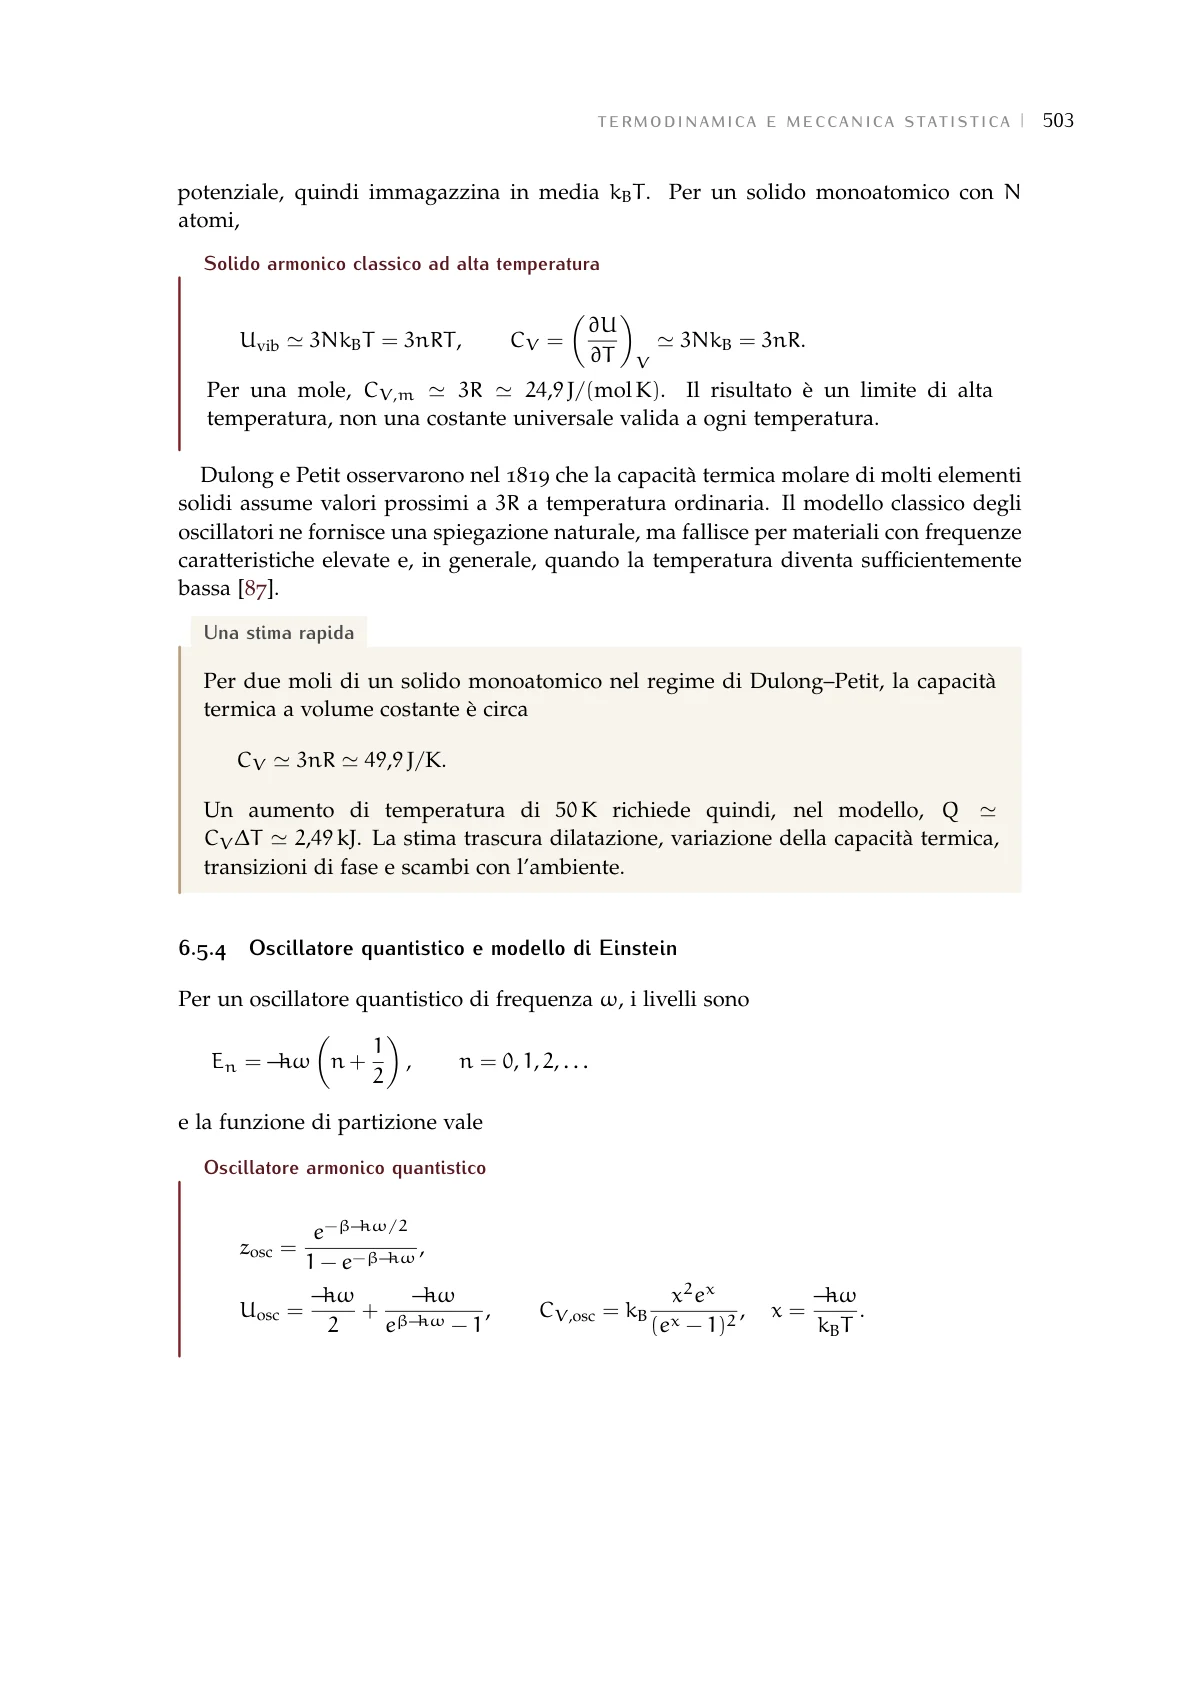 TERMODINAMICA E MECCANICA STATISTICA | 503
potenziale, quindi immagazzina in media k_BT. Per un solido monoatomico con N
atomi,
Solido armonico classico ad alta temperatura
U_vib ≃ 3Nk_BT = 3nRT, C_V = (∂U/∂T)_V ≃ 3Nk_B = 3nR.
Per una mole, C_V,m ≃ 3R ≃ 24,9 J/(mol K). Il risultato è un limite di alta
temperatura, non una costante universale valida a ogni temperatura.
Dulong e Petit osservarono nel 1819 che la capacità termica molare di molti elementi
solidi assume valori prossimi a 3R a temperatura ordinaria. Il modello classico degli
oscillatori ne fornisce una spiegazione naturale, ma fallisce per materiali con frequenze
caratteristiche elevate e, in generale, quando la temperatura diventa sufficientemente
bassa [87].
Una stima rapida
Per due moli di un solido monoatomico nel regime di Dulong–Petit, la capacità
termica a volume costante è circa
C_V ≃ 3nR ≃ 49,9 J/K.
Un aumento di temperatura di 50 K richiede quindi, nel modello, Q ≃
C_VΔT ≃ 2,49 kJ. La stima trascura dilatazione, variazione della capacità termica,
transizioni di fase e scambi con l'ambiente.
6.5.4 Oscillatore quantistico e modello di Einstein
Per un oscillatore quantistico di frequenza ω, i livelli sono
E_n = ħω (n + 1/2), n = 0, 1, 2, . . .
e la funzione di partizione vale
Oscillatore armonico quantistico
z_osc = e^(−βħω/2) / (1 − e^(−βħω)),
U_osc = ħω/2 + ħω/(e^(βħω) − 1), C_V,osc = k_B x²e^x/(e^x − 1)², x = ħω/(k_BT).